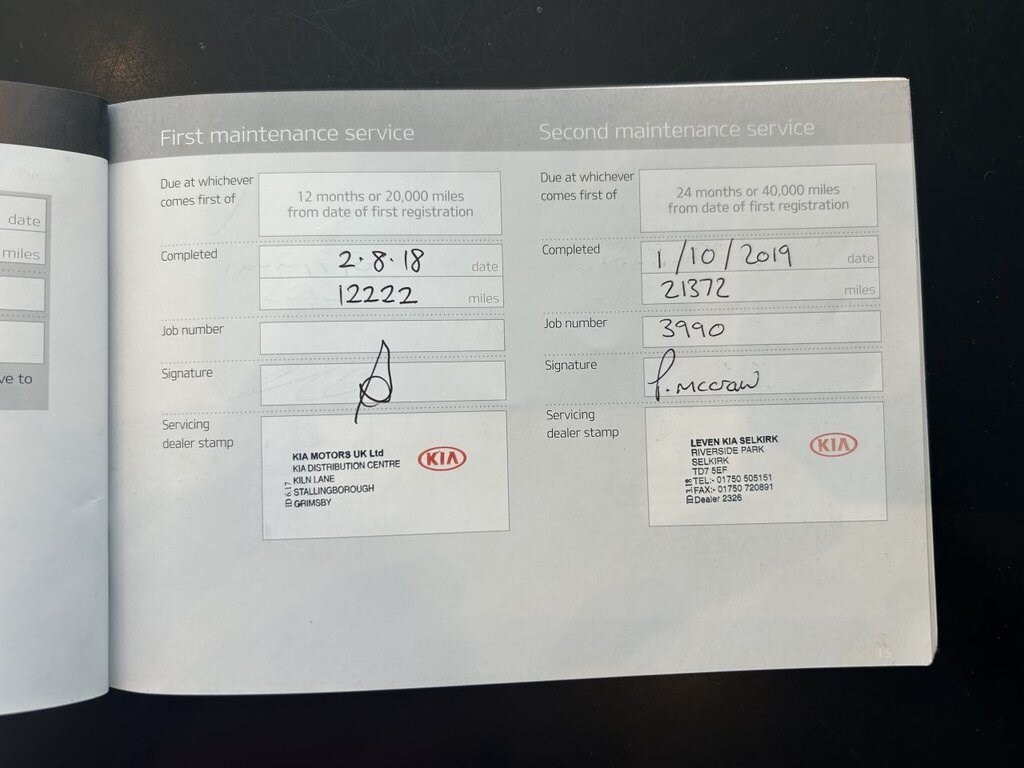 date
miles
ve to
First maintenance service
Due at whichever
comes first of
12 months or 20,000 miles
from date of first registration
Completed
2.8.18 date
12222 miles
Job number
Signature
Servicing
dealer stamp
KIA MOTORS UK Ltd
KIA DISTRIBUTION CENTRE
KILN LANE
STALLINGBOROUGH
GRIMSBY
ID 6.17
KIA
Second maintenance service
Due at whichever
comes first of
24 months or 40,000 miles
from date of first registration
Completed
1/10/2019 date
21372 miles
Job number
3990
Signature
P. McCraw
Servicing
dealer stamp
LEVEN KIA SELKIRK
RIVERSIDE PARK
SELKIRK
TD7 5EF
TEL:- 01750 505151
FAX:- 01750 720891
Dealer 2326
KIA
15